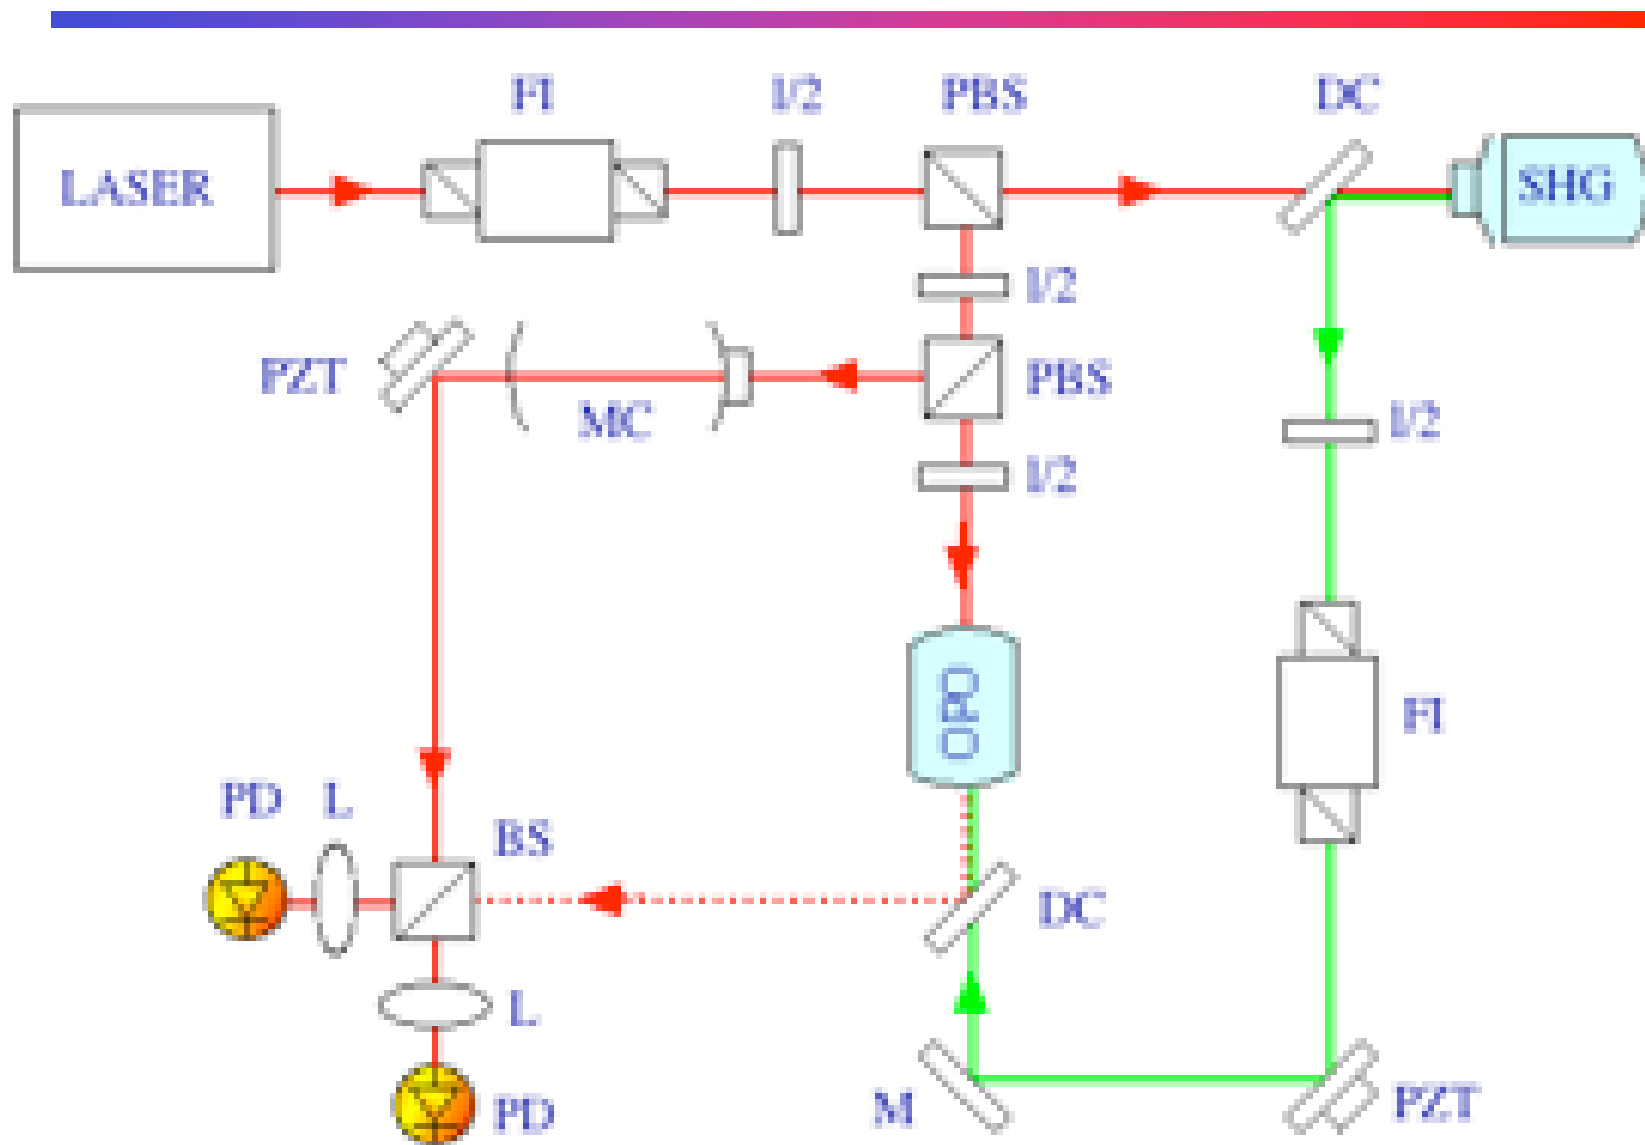 FI l/2 PBS DC
LASER SHG
l/2
PZT MC PBS
l/2
l/2
OPO
FI
PD L BS
DC
L
PD M PZT